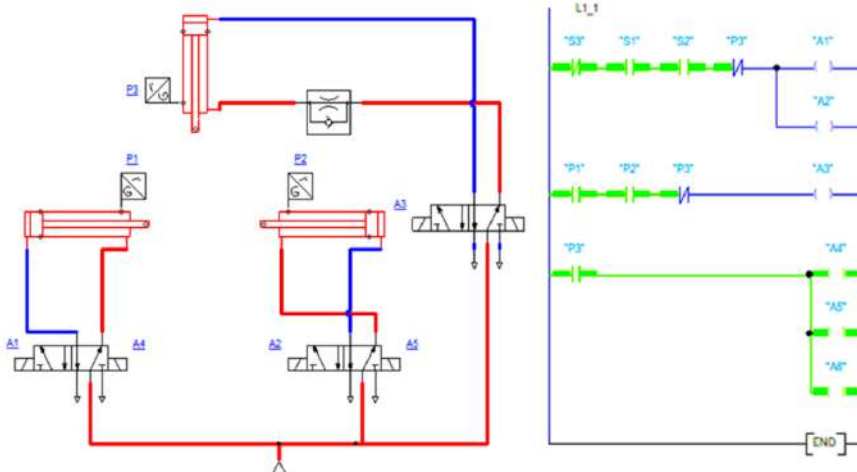 L1_1
"S3" "S1" "S2" "P3" "A1"
"A2"
P3
P1 P2
"P1" "P2" "P3" "A3"
A3 A6
"P3" "A4"
"A5"
A1 A4 A2 A5
"A6"
END